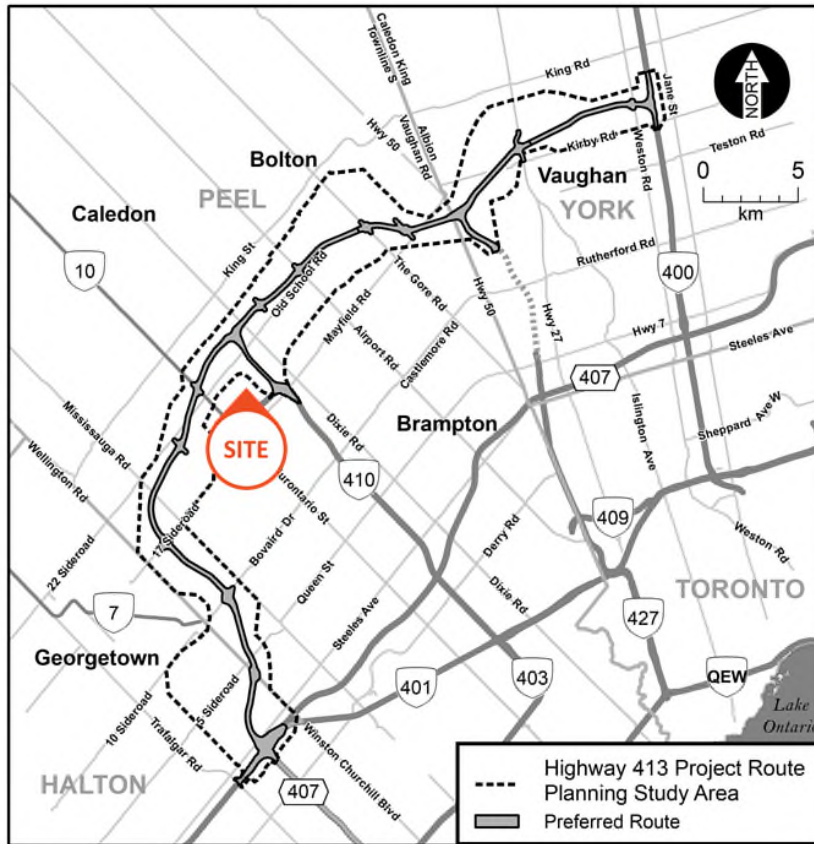 Caledon King
Townline S
King Rd
Jane St
NORTH
Hwy 50
Albion
Vaughan Rd
Kirby Rd
Weston Rd
Teston Rd
0 5
km
Bolton
PEEL
Vaughan
YORK
Caledon
King St
10
Old School Rd
The Gore Rd
Rutherford Rd
400
Mayfield Rd
Airport Rd
Hwy 50
Hwy 27
Castlemore Rd
Hwy 7
Steeles Ave
407
Mississauga Rd
Wellington Rd
SITE
Dixie Rd
Brampton
Islington Ave
Sheppard Ave W
410
urontario St
17 Sideroad
22 Sideroad
Bovaird Dr
Queen St
Derry Rd
409
Weston Rd
TORONTO
7
Steeles Ave
Dixie Rd
427
Georgetown
10 Sideroad
5 Sideroad
401
403
QEW
Lake
Ontario
Trafalgar Rd
Winston Churchill Blvd
HALTON
407
Highway 413 Project Route
Planning Study Area
Preferred Route